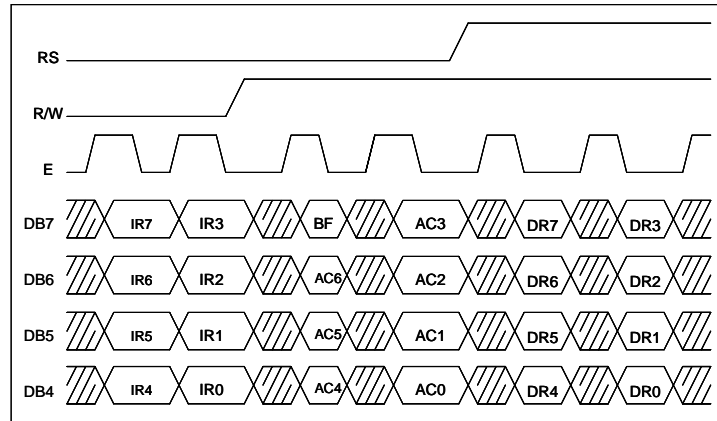 RS
R/W
E
DB7 IR7 IR3 BF AC3 DR7 DR3
DB6 IR6 IR2 AC6 AC2 DR6 DR2
DB5 IR5 IR1 AC5 AC1 DR5 DR1
DB4 IR4 IR0 AC4 AC0 DR4 DR0